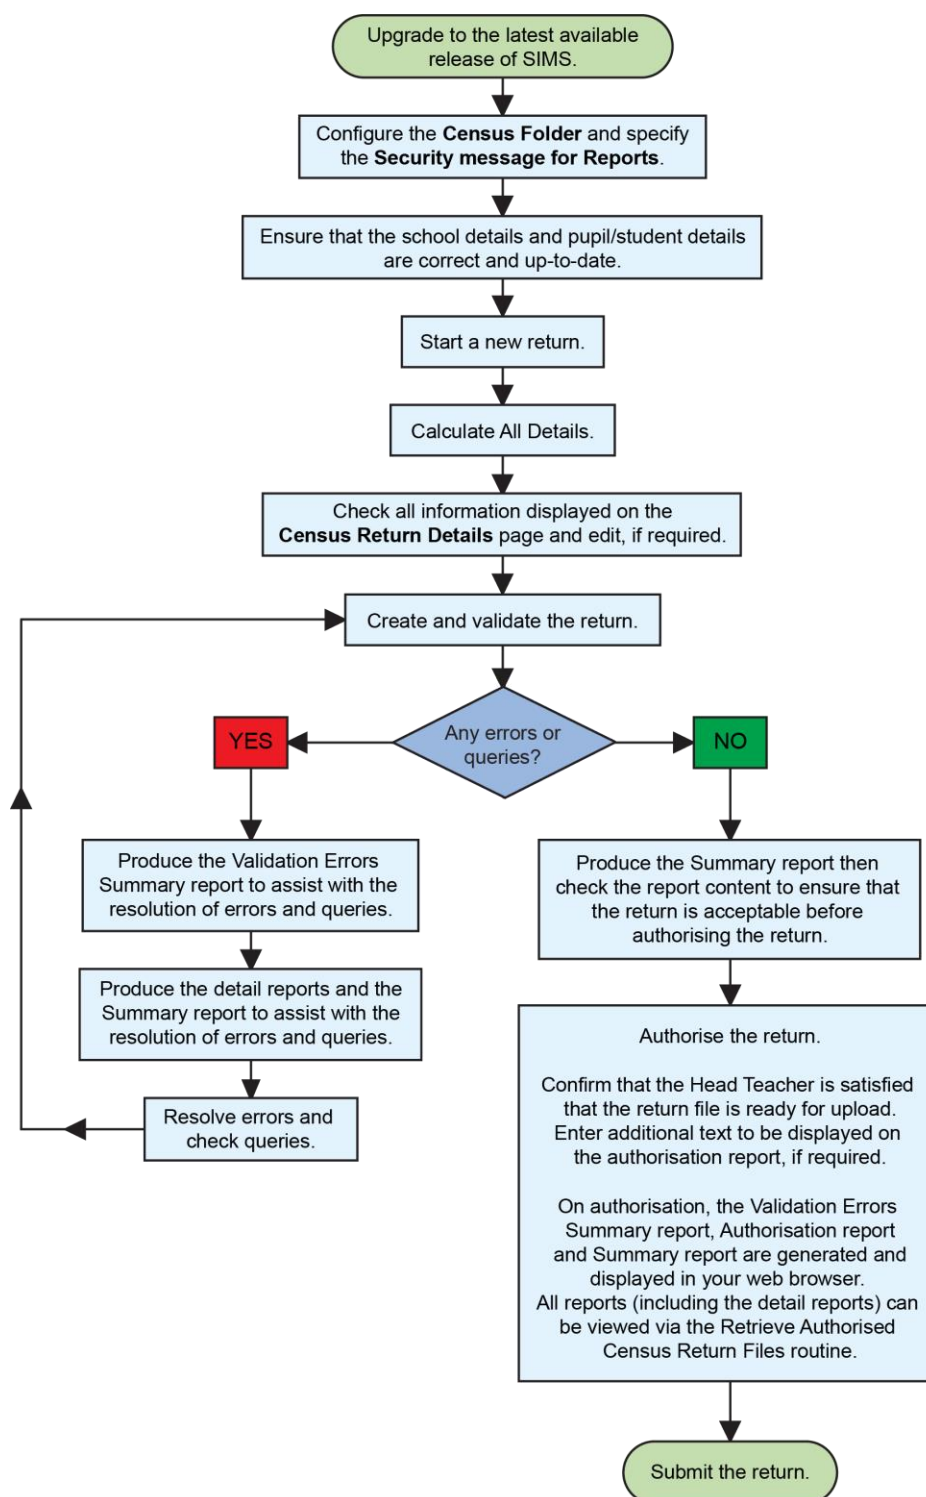 Upgrade to the latest available
release of SIMS.
Configure the Census Folder and specify
the Security message for Reports.
Ensure that the school details and pupil/student details
are correct and up-to-date.
Start a new return.
Calculate All Details.
Check all information displayed on the
Census Return Details page and edit, if required.
Create and validate the return.
Any errors or
queries?
YES
NO
Produce the Validation Errors
Summary report to assist with the
resolution of errors and queries.
Produce the detail reports and the
Summary report to assist with the
resolution of errors and queries.
Resolve errors and
check queries.
Produce the Summary report then
check the report content to ensure that
the return is acceptable before
authorising the return.
Authorise the return.
Confirm that the Head Teacher is satisfied
that the return file is ready for upload.
Enter additional text to be displayed on
the authorisation report, if required.
On authorisation, the Validation Errors
Summary report, Authorisation report
and Summary report are generated and
displayed in your web browser.
All reports (including the detail reports) can
be viewed via the Retrieve Authorised
Census Return Files routine.
Submit the return.